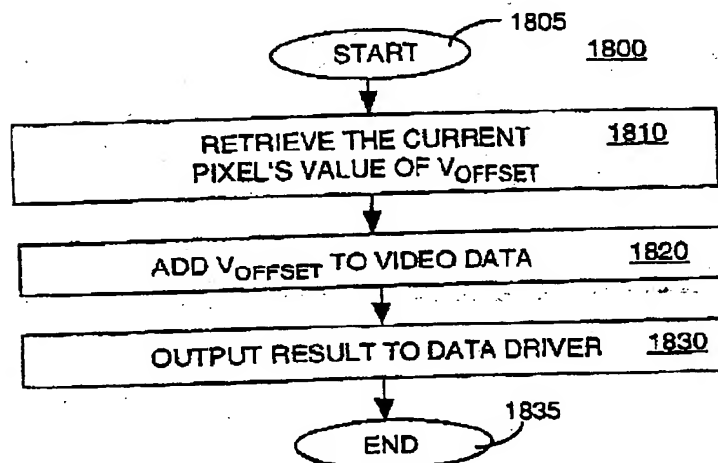 1805
START
1800
RETRIEVE THE CURRENT 1810
PIXEL'S VALUE OF VOFFSET
ADD VOFFSET TO VIDEO DATA 1820
OUTPUT RESULT TO DATA DRIVER 1830
1835
END